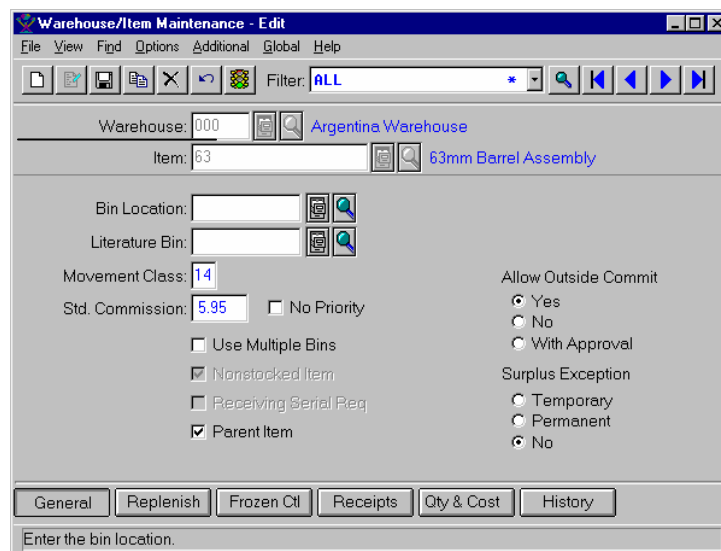 Warehouse/Item Maintenance - Edit
File View Find Options Additional Global Help
Filter: ALL *
Warehouse: 000 Argentina Warehouse
Item: 63 63mm Barrel Assembly
Bin Location:
Literature Bin:
Movement Class: 14 Allow Outside Commit
Std. Commission: 5.95 No Priority Yes
No
Use Multiple Bins With Approval
Nonstocked Item Surplus Exception
Receiving Serial Req Temporary
Parent Item Permanent
No
General Replenish Frozen Ctl Receipts Qty & Cost History
Enter the bin location.